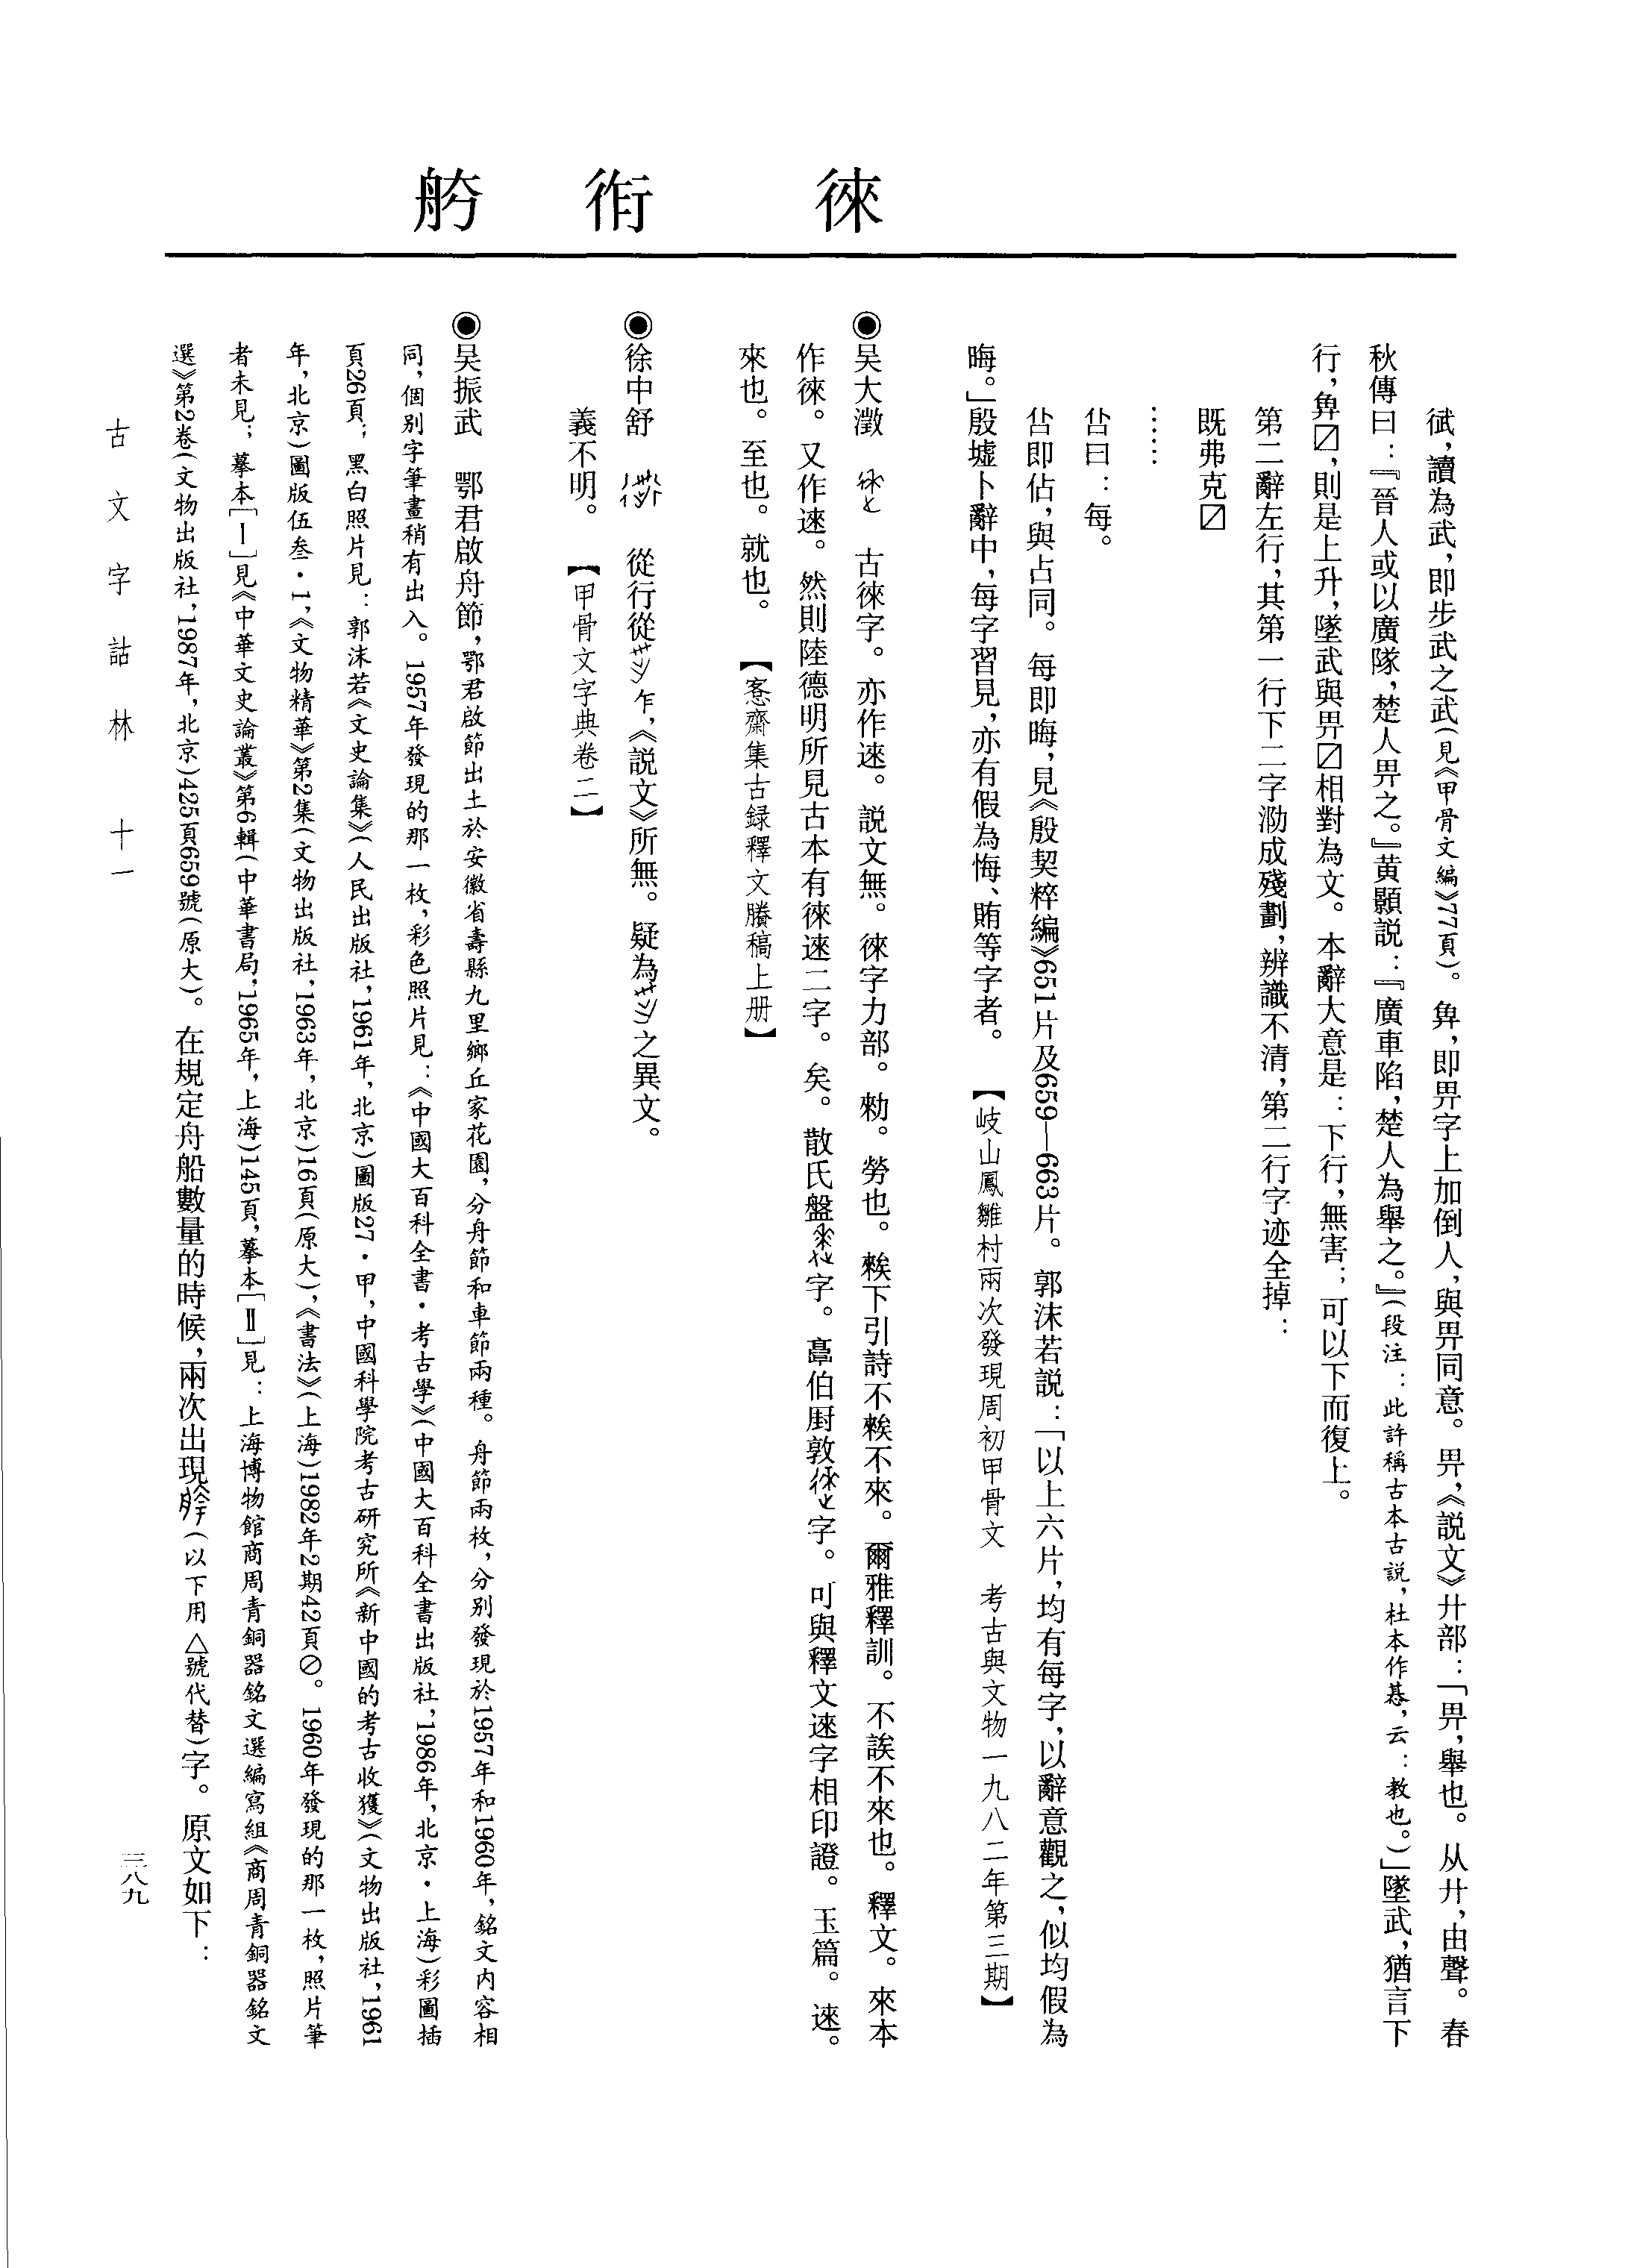 徠
𧗪
𦨴
㣉,讀為武,即步武之武(見《甲骨文編》77頁)。𢌿,即畀字上加倒人,與畀同意。畀,《説文》廾部:「畀,舉也。从廾,由聲。春
秋傳曰:『晉人或以廣隊,楚人畀之。』黄顥説:『廣車陷,楚人為舉之。』(段注:此許稱古本古説,杜本作惎,云:教也。)」墜武,猶言下
行,〼,則是上升,墜武與畀〼相對為文。本辭大意是:下行,無害;可以下而復上。
第二辭左行,其第一行下二字泐成殘劃,辨識不清,第二行字迹全掉:
既弗克〼
……
㕣曰:每。
㕣即佔,與占同。每即晦,見《殷契粹編》651片及659—663片。郭沫若説:「以上六片,均有每字,以辭意觀之,似均假為
晦。」殷墟卜辭中,每字習見,亦有假為悔、賄等字者。【岐山鳳雛村兩次發現周初甲骨文 考古與文物一九八二年第三期】
◉吴大澂 古徠字。亦作逨。説文無。徠字力部。勑。勞也。𥏳下引詩不𥏳不來。爾雅釋訓。不誒不來也。釋文。來本
作徠。又作逨。然則陸德明所見古本有徠逨二字。矣。散氏盤字。𩫖伯㕑敦字。可與釋文逨字相印證。玉篇。逨。
來也。至也。就也。【愙齋集古録釋文賸稿上册】
◉徐中舒 從行從乍,《説文》所無。疑為之異文。
義不明。【甲骨文字典卷二】
◉吴振武 鄂君啟舟節,鄂君啟節出土於安徽省壽縣九里鄉丘家花園,分舟節和車節兩種。舟節兩枚,分别發現於1957年和1960年,銘文内容相
同,個别字筆畫稍有出入。1957年發現的那一枚,彩色照片見:《中國大百科全書·考古學》(中國大百科全書出版社,1986年,北京·上海)彩圖插
頁26頁;黑白照片見:郭沫若《文史論集》(人民出版社,1961年,北京)圖版27·甲,中國科學院考古研究所《新中國的考古收獲》(文物出版社,1961
年,北京)圖版伍叁·1,《文物精華》第2集(文物出版社,1963年,北京)16頁(原大),《書法》(上海)1982年2期42頁⊘。1960年發現的那一枚,照片筆
者未見;摹本[Ⅰ]見《中華文史論叢》第6輯(中華書局,1965年,上海)145頁,摹本[Ⅱ]見:上海博物館商周青銅器銘文選編寫組《商周青銅器銘文
選》第2卷(文物出版社,1987年,北京)425頁659號(原大)。在規定舟船數量的時候,兩次出現(以下用△號代替)字。原文如下:
古文字詁林 十一
三八九